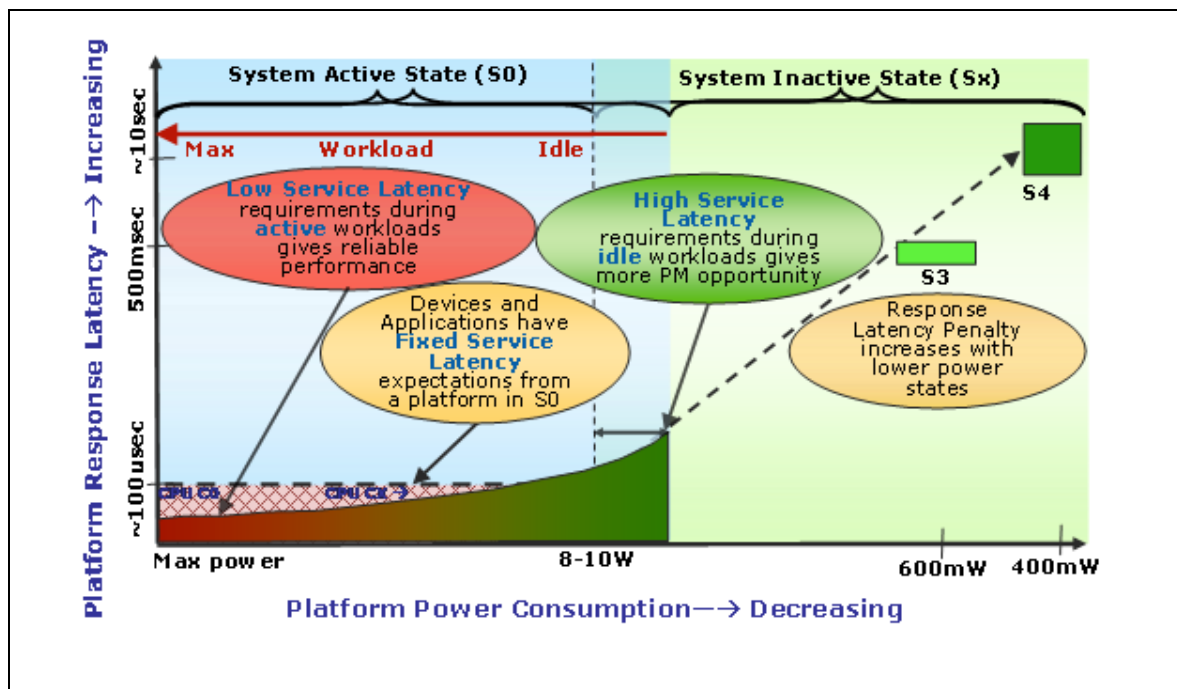 System Active State (S0)
System Inactive State (Sx)
Max Workload Idle
Low Service Latency
requirements during
active workloads
gives reliable
performance
High Service
Latency
requirements during
idle workloads gives
more PM opportunity
S4
S3
Devices and
Applications have
Fixed Service
Latency
expectations from
a platform in S0
Response
Latency Penalty
increases with
lower power
states
CPU C0
CPU CX →
Platform Response Latency --→ Increasing
~10sec
500msec
~100usec
Max power
8-10W
600mW
400mW
Platform Power Consumption—→ Decreasing